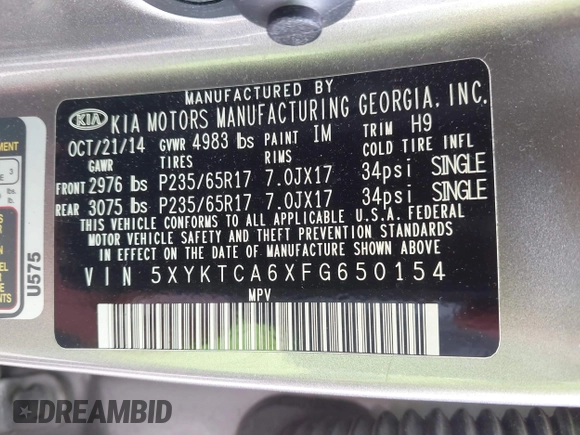 MANUFACTURED BY
KIA KIA MOTORS MANUFACTURING GEORGIA, INC.
OCT/21/14 GVWR 4983 lbs PAINT IM TRIM H9
GAWR TIRES RIMS COLD TIRE INFL
FRONT 2976 lbs P235/65R17 7.0JX17 34psi SINGLE
REAR 3075 lbs P235/65R17 7.0JX17 34psi SINGLE
THIS VEHICLE CONFORMS TO ALL APPLICABLE U.S.A. FEDERAL
MOTOR VEHICLE SAFETY AND THEFT PREVENTION STANDARDS
IN EFFECT ON THE DATE OF MANUFACTURE SHOWN ABOVE.
VIN 5XYKTCA6XFG650154
MPV
U575
DREAMBID